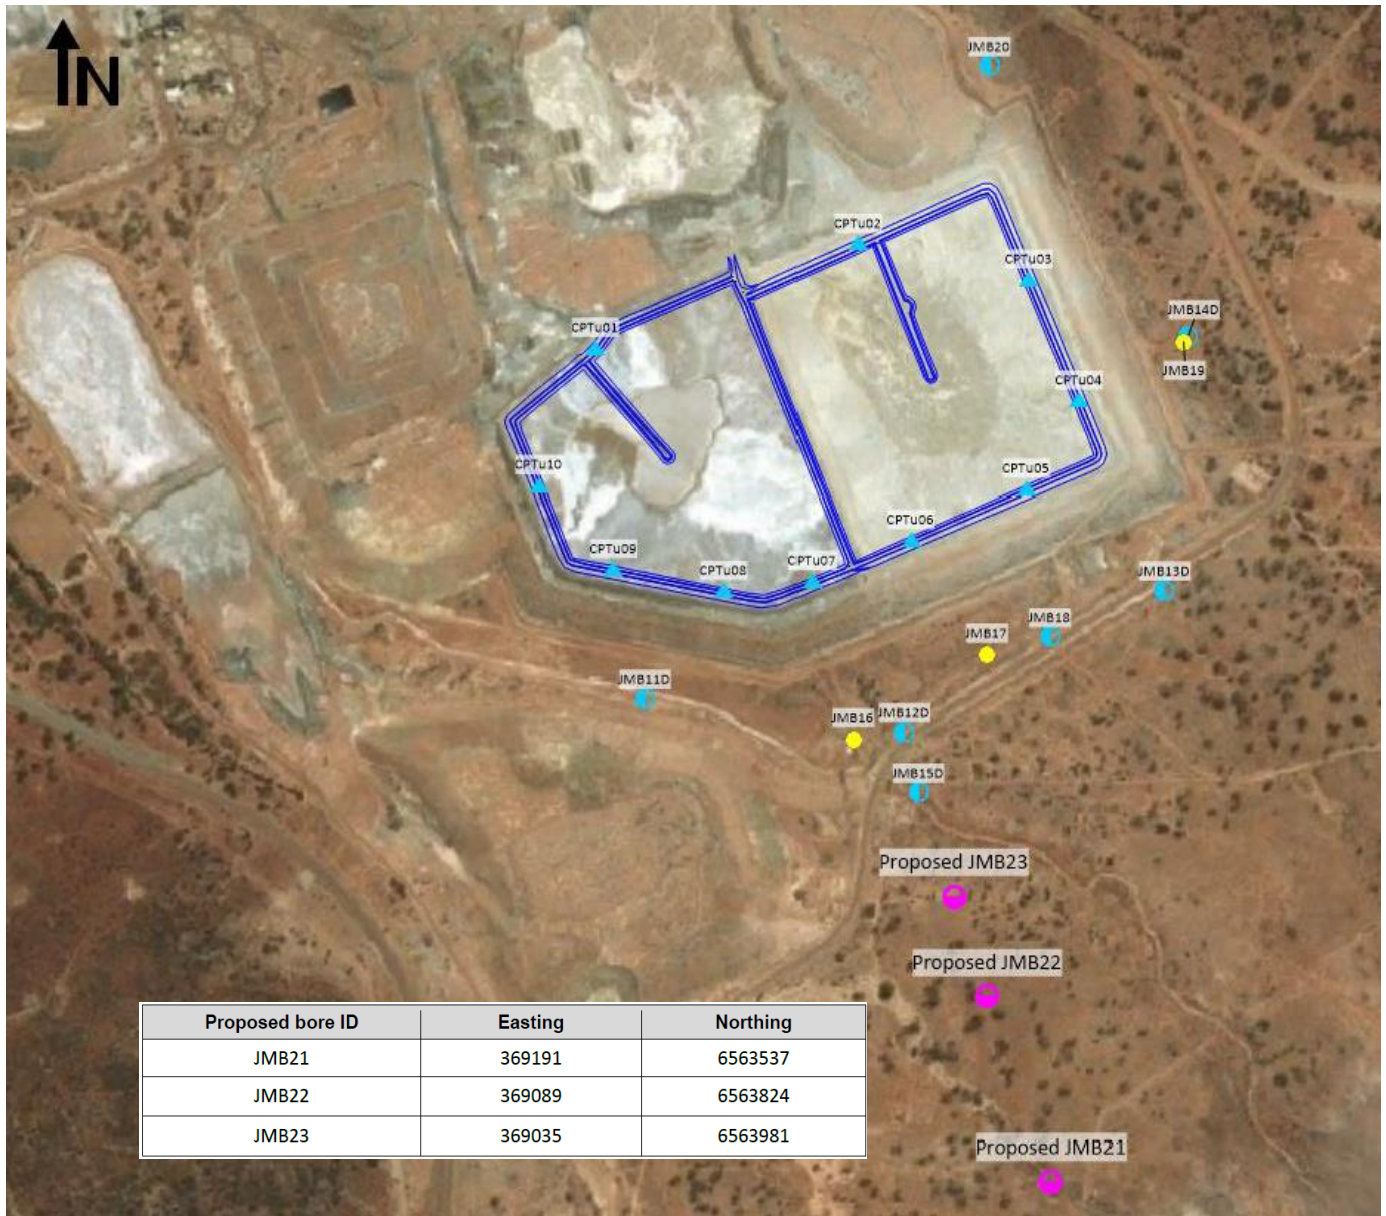 N
JMB20
CPTu02
CPTu03
JMB14D
CPTu01
JMB19
CPTu04
CPTu10
CPTu05
CPTu06
CPTu09
CPTu07
CPTu08
JMB13D
JMB18
JMB17
JMB11D
JMB16
JMB12D
JMB15D
Proposed JMB23
Proposed JMB22
Proposed bore ID Easting Northing
JMB21 369191 6563537
JMB22 369089 6563824
JMB23 369035 6563981
Proposed JMB21